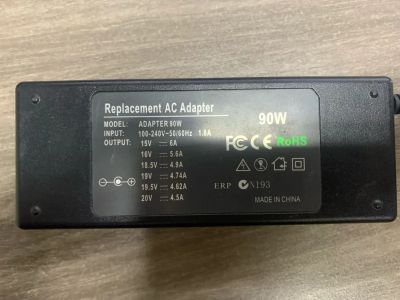 Replacement AC Adapter
90W
MODEL: ADAPTER 90W
INPUT: 100-240V~50/60Hz 1.8A
OUTPUT: 15V 6A
16V 5.6A
18.5V 4.9A
19V 4.74A
19.5V 4.62A
20V 4.5A
FC CE RoHS
ERP N193
MADE IN CHINA